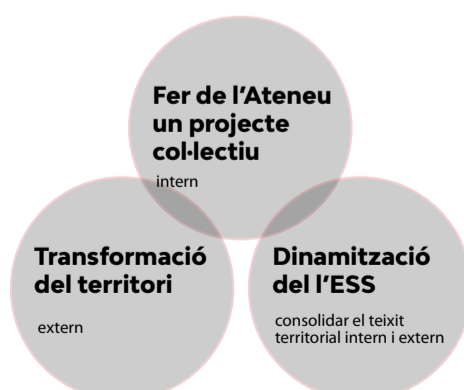 Fer de l’Ateneu
un projecte
col·lectiu
intern
Transformació
del territori
extern
Dinamització
del l’ESS
consolidar el teixit
territorial intern i extern